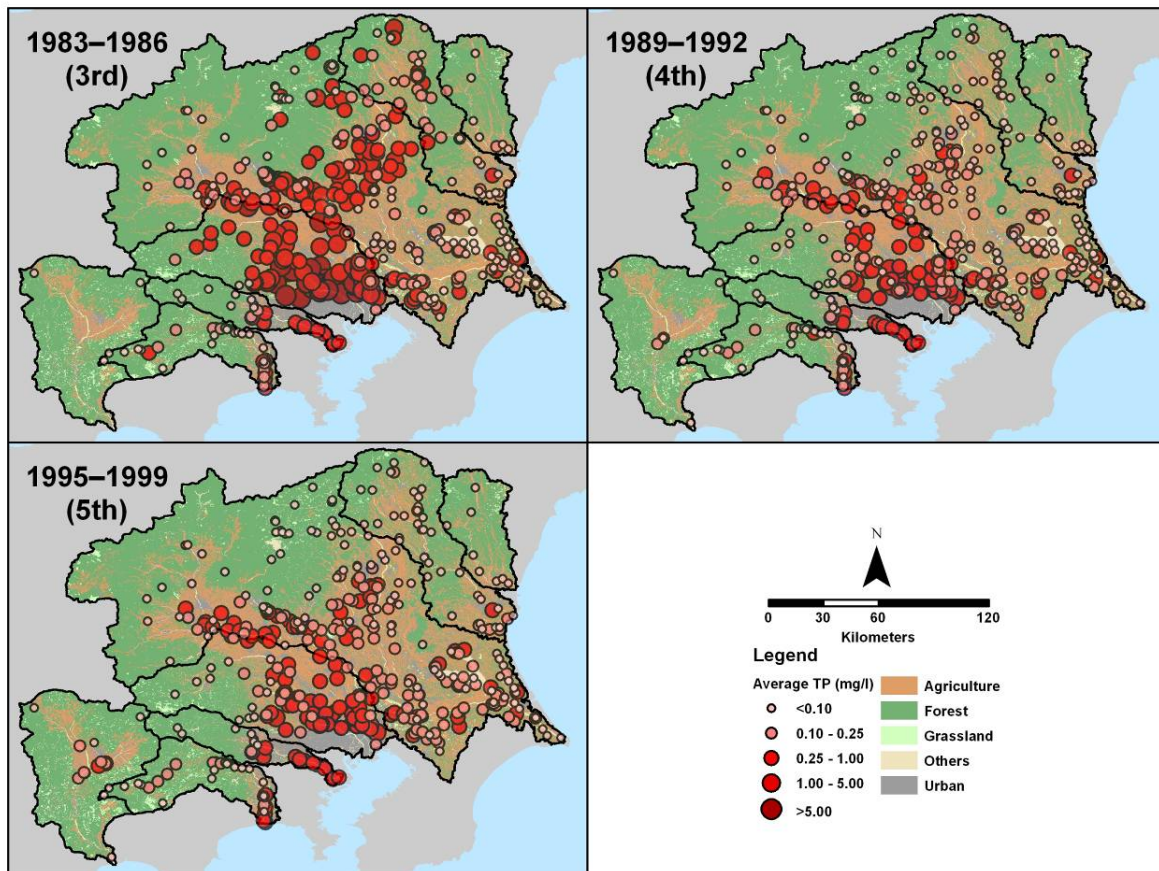 1983–1986
(3rd)
1989–1992
(4th)
1995–1999
(5th)
N
0 30 60 120
Kilometers
Legend
Average TP (mg/l)
<0.10
0.10 - 0.25
0.25 - 1.00
1.00 - 5.00
>5.00
Agriculture
Forest
Grassland
Others
Urban